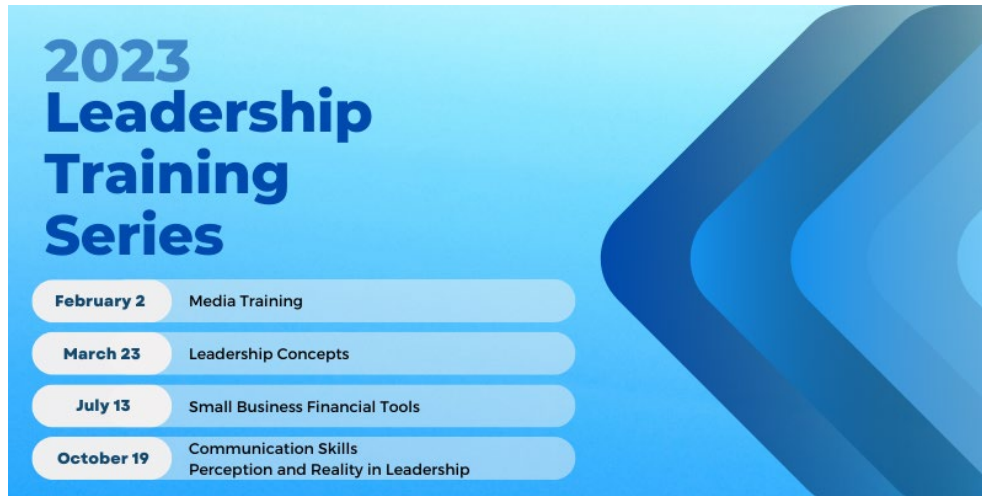 2023
Leadership
Training
Series
February 2 Media Training
March 23 Leadership Concepts
July 13 Small Business Financial Tools
October 19 Communication Skills
Perception and Reality in Leadership